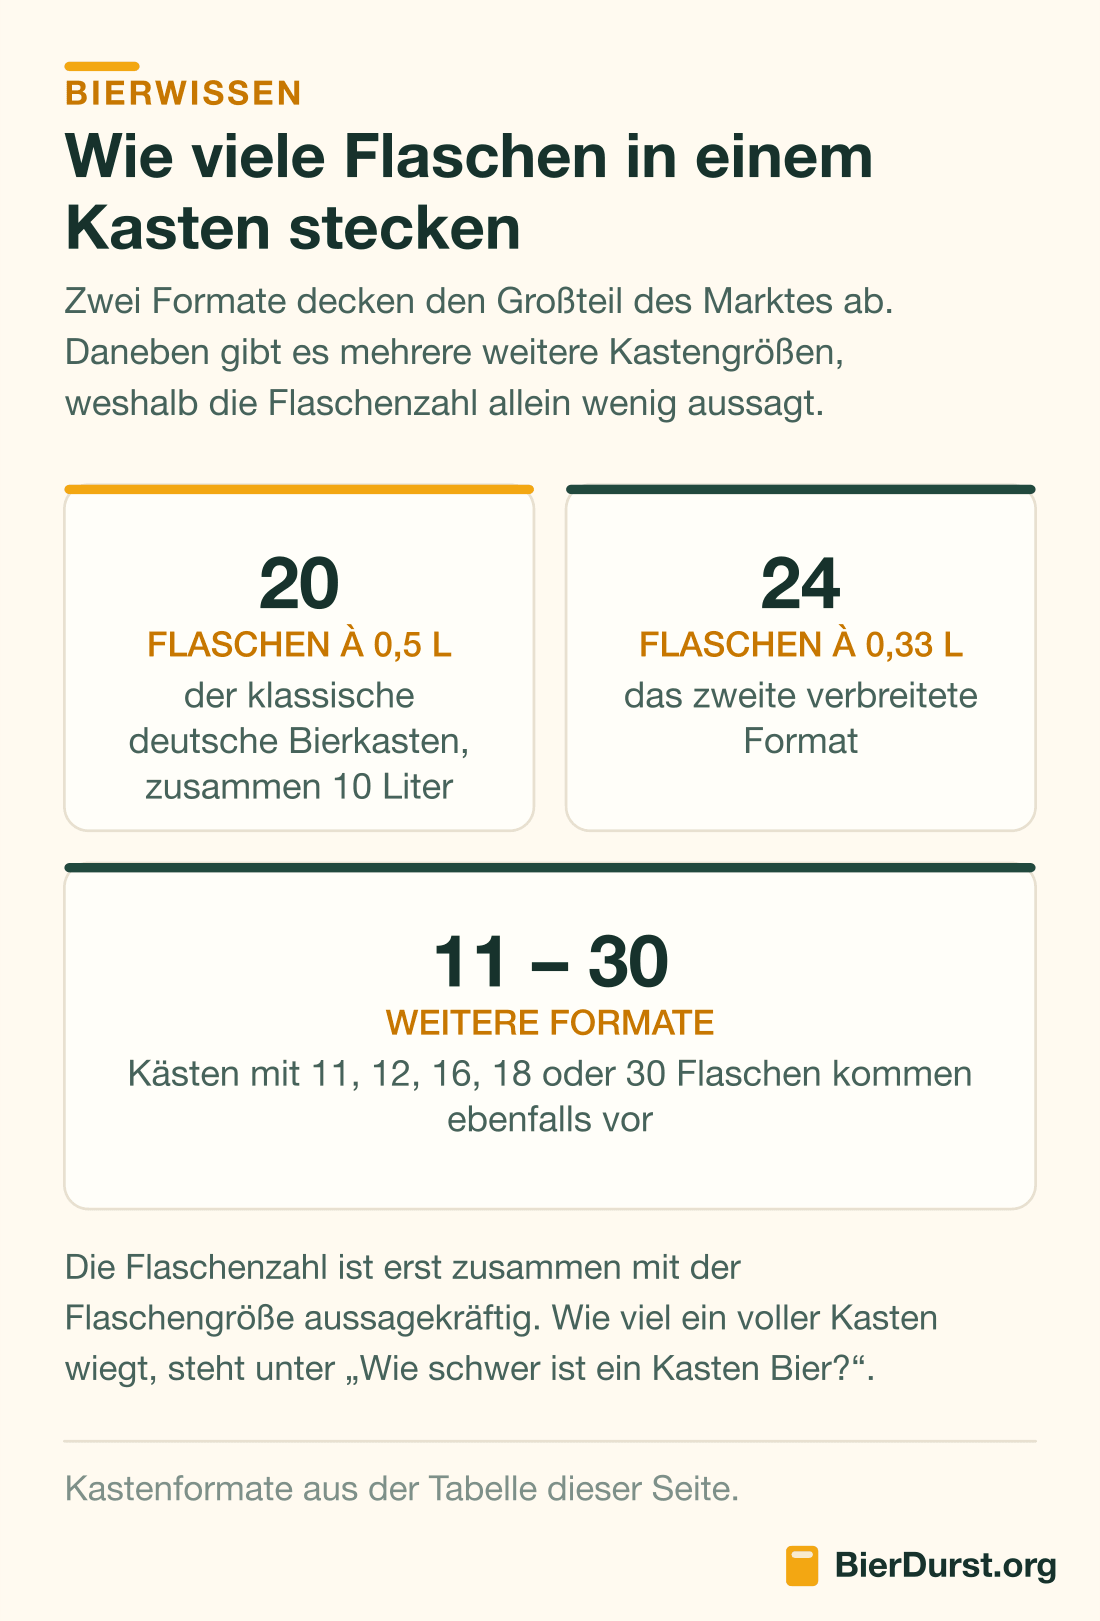 BIERWISSEN
Wie viele Flaschen in einem
Kasten stecken
Zwei Formate decken den Großteil des Marktes ab.
Daneben gibt es mehrere weitere Kastengrößen,
weshalb die Flaschenzahl allein wenig aussagt.
20
FLASCHEN À 0,5 L
der klassische
deutsche Bierkasten,
zusammen 10 Liter
24
FLASCHEN À 0,33 L
das zweite verbreitete
Format
11 – 30
WEITERE FORMATE
Kästen mit 11, 12, 16, 18 oder 30 Flaschen kommen
ebenfalls vor
Die Flaschenzahl ist erst zusammen mit der
Flaschengröße aussagekräftig. Wie viel ein voller Kasten
wiegt, steht unter „Wie schwer ist ein Kasten Bier?“.
Kastenformate aus der Tabelle dieser Seite.
BierDurst.org